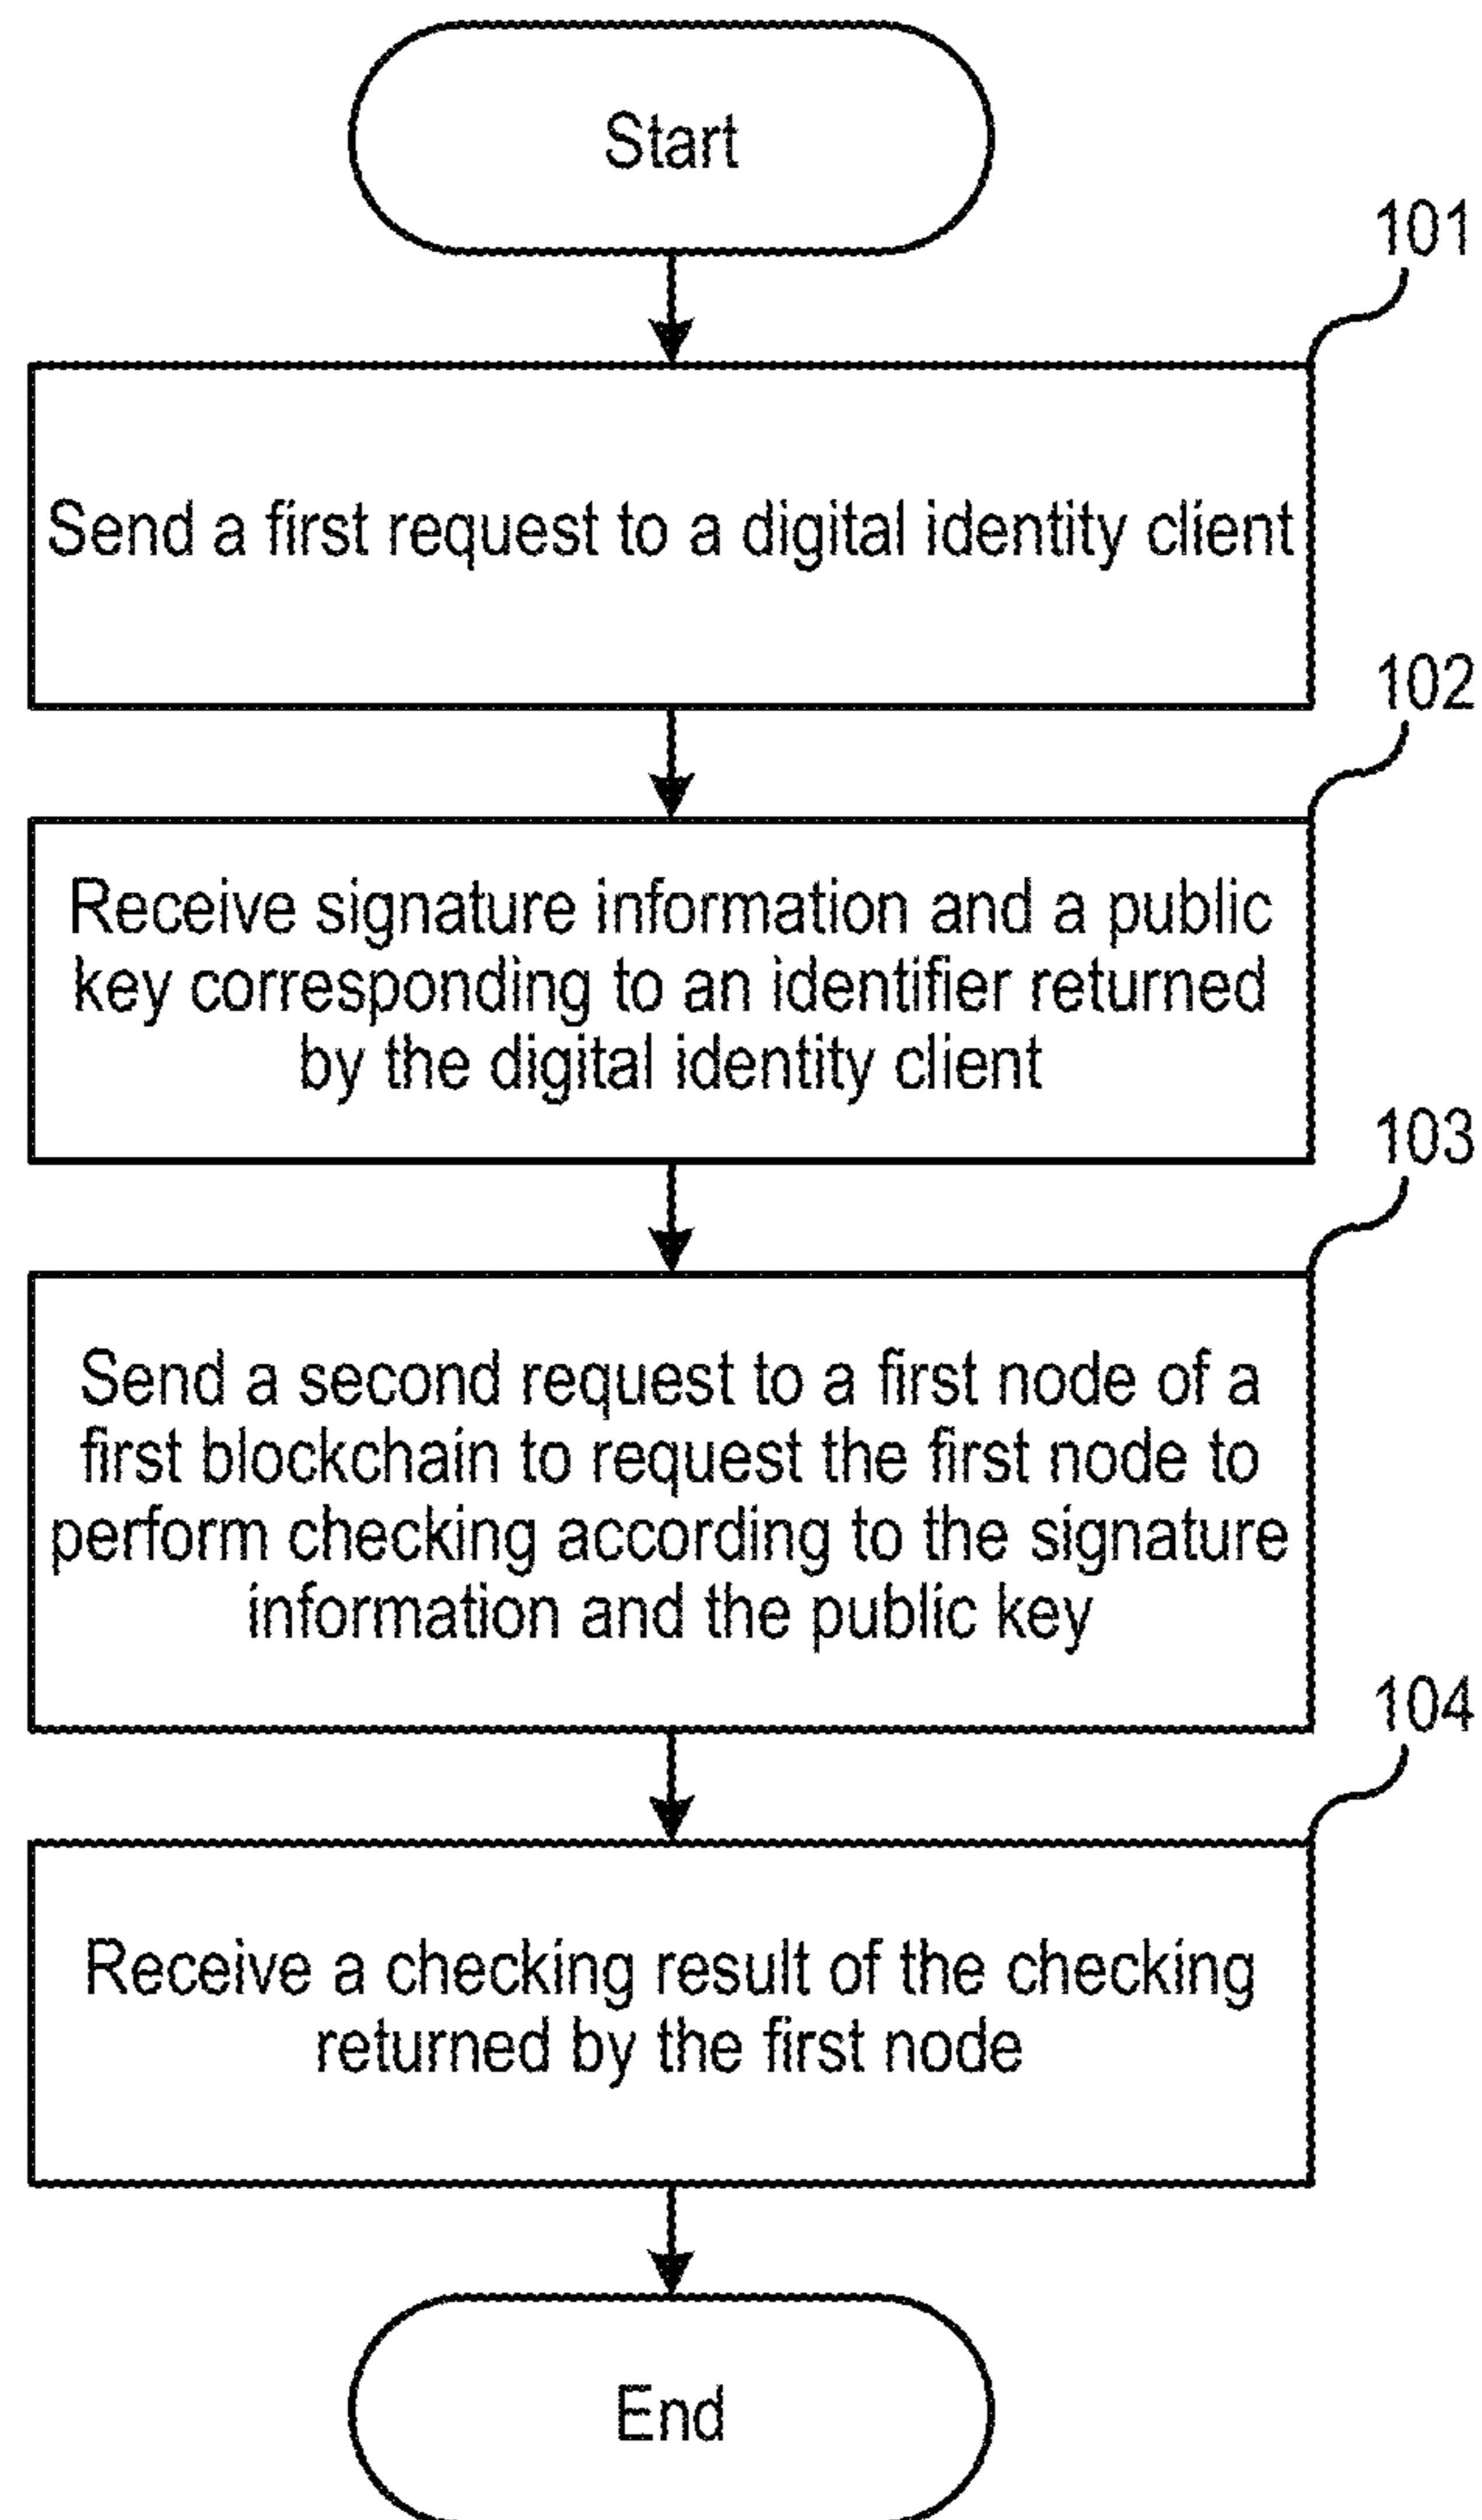 Start
101
Send a first request to a digital identity client
102
Receive signature information and a public
key corresponding to an identifier returned
by the digital identity client
103
Send a second request to a first node of a
first blockchain to request the first node to
perform checking according to the signature
information and the public key
104
Receive a checking result of the checking
returned by the first node
End